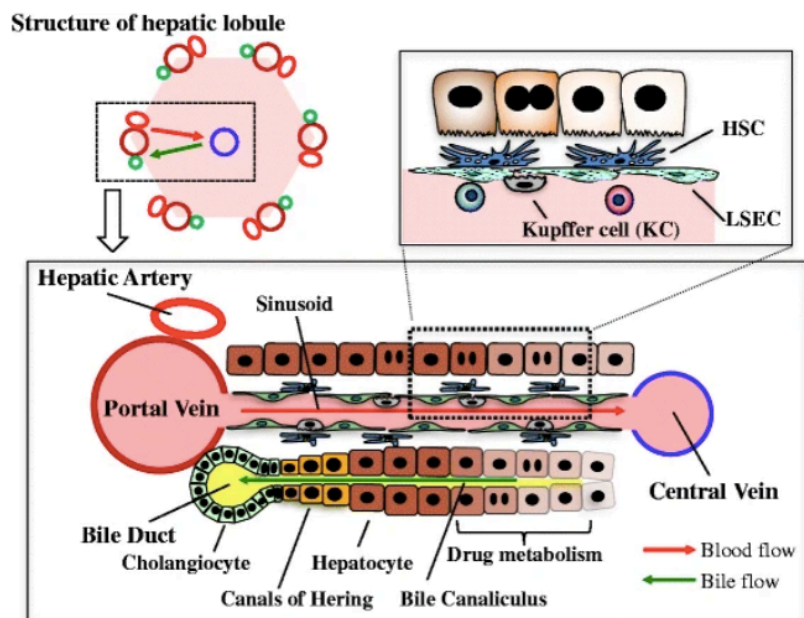 Structure of hepatic lobule
HSC
LSEC
Kupffer cell (KC)
Hepatic Artery
Sinusoid
Portal Vein
Central Vein
Bile Duct
Cholangiocyte
Hepatocyte
Drug metabolism
Canals of Hering
Bile Canaliculus
Blood flow
Bile flow